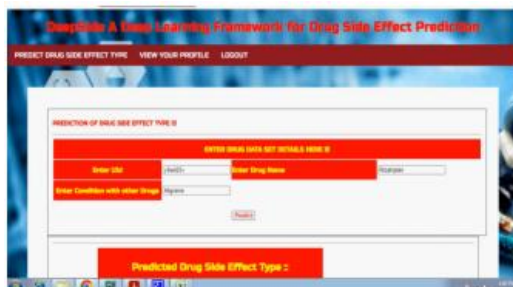 DeepSide A Deep Learning Framework for Drug Side Effect Prediction
PREDICT DRUG SIDE EFFECT TYPE VIEW YOUR PROFILE LOGOUT
PREDICTION OF DRUG SIDE EFFECT TYPE !!!
ENTER DRUG DATA SET DETAILS HERE !!!
Enter Uid Enter Drug Name
Enter Condition with other Drugs Migraine
Predict
Predicted Drug Side Effect Type ::